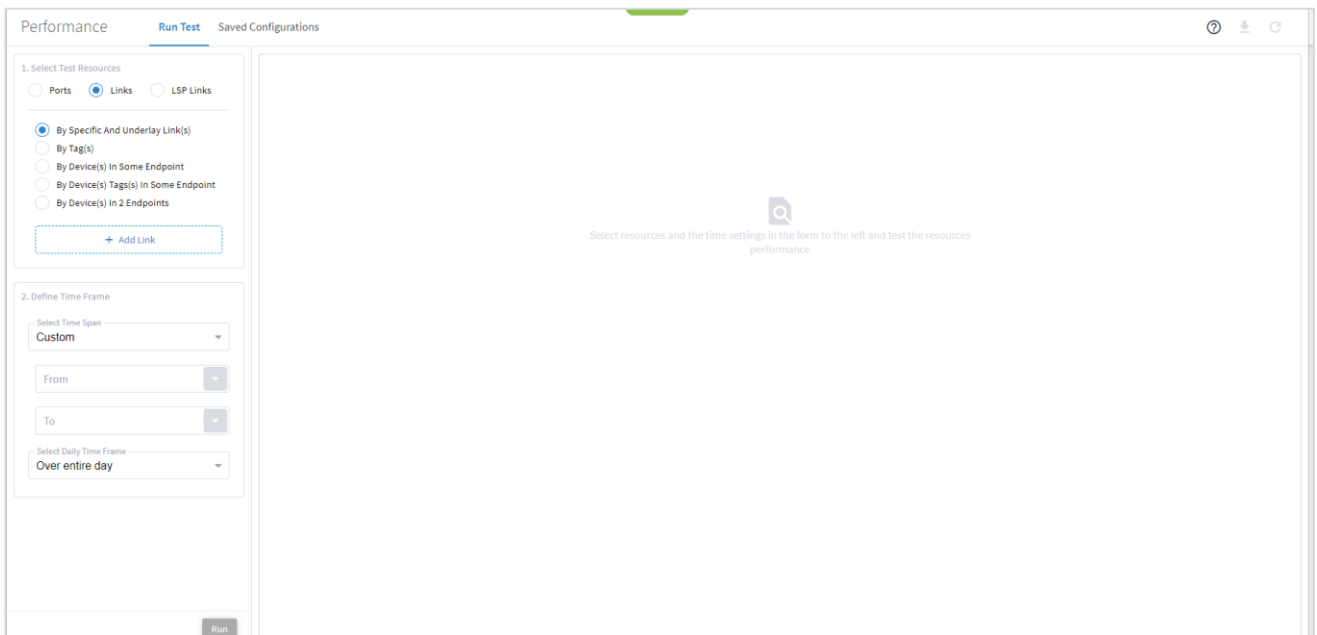 Performance
Run Test
Saved Configurations
1. Select Test Resources
Ports
Links
LSP Links
By Specific And Underlay Link(s)
By Tag(s)
By Device(s) In Some Endpoint
By Device(s) Tags(s) In Some Endpoint
By Device(s) In 2 Endpoints
+ Add Link
2. Define Time Frame
Select Time Span
Custom
From
To
Select Daily Time Frame
Over entire day
Run
Select resources and the time settings in the form to the left and test the resources
performance